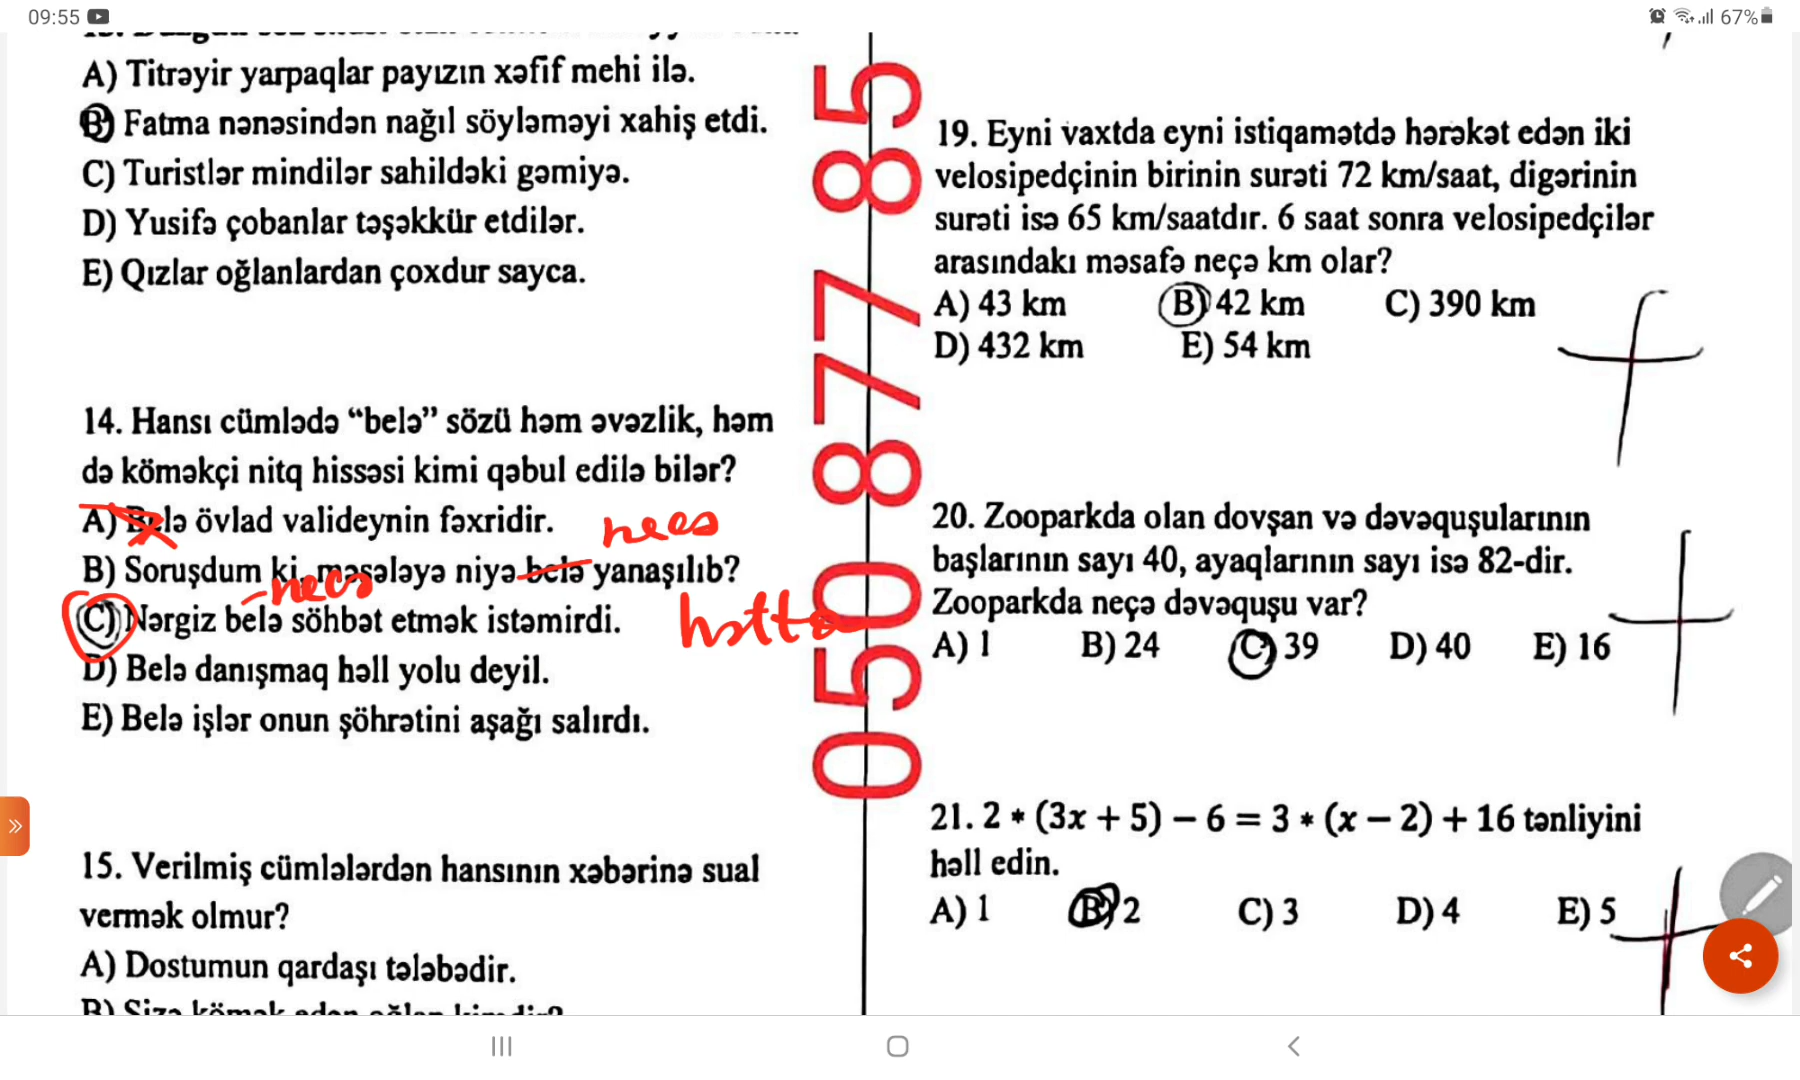 09:55
67%
A) Titrəyir yarpaqlar payızın xəfif mehi ilə.
B) Fatma nənəsindən nağıl söyləməyi xahiş etdi.
C) Turistlər mindilər sahildəki gəmiyə.
D) Yusifə çobanlar təşəkkür etdilər.
E) Qızlar oğlanlardan çoxdur sayca.
14. Hansı cümlədə “belə” sözü həm əvəzlik, həm
də köməkçi nitq hissəsi kimi qəbul edilə bilər?
A) Belə övlad valideynin fəxridir.
neçə
B) Soruşdum ki, məsələyə niyə belə yanaşılıb?
neçə
C) Nərgiz belə söhbət etmək istəmirdi.
hətta
D) Belə danışmaq həll yolu deyil.
E) Belə işlər onun şöhrətini aşağı salırdı.
15. Verilmiş cümlələrdən hansının xəbərinə sual
vermək olmur?
A) Dostumun qardaşı tələbədir.
B) Sizə kömək edən oğlan kimdir?
050 877 85
19. Eyni vaxtda eyni istiqamətdə hərəkət edən iki
velosipedçinin birinin surəti 72 km/saat, digərinin
surəti isə 65 km/saatdır. 6 saat sonra velosipedçilər
arasındakı məsafə neçə km olar?
A) 43 km B) 42 km C) 390 km
D) 432 km E) 54 km
20. Zooparkda olan dovşan və dəvəquşularının
başlarının sayı 40, ayaqlarının sayı isə 82-dir.
Zooparkda neçə dəvəquşu var?
A) 1 B) 24 C) 39 D) 40 E) 16
21. 2 * (3x + 5) − 6 = 3 * (x − 2) + 16 tənliyini
həll edin.
A) 1 B) 2 C) 3 D) 4 E) 5